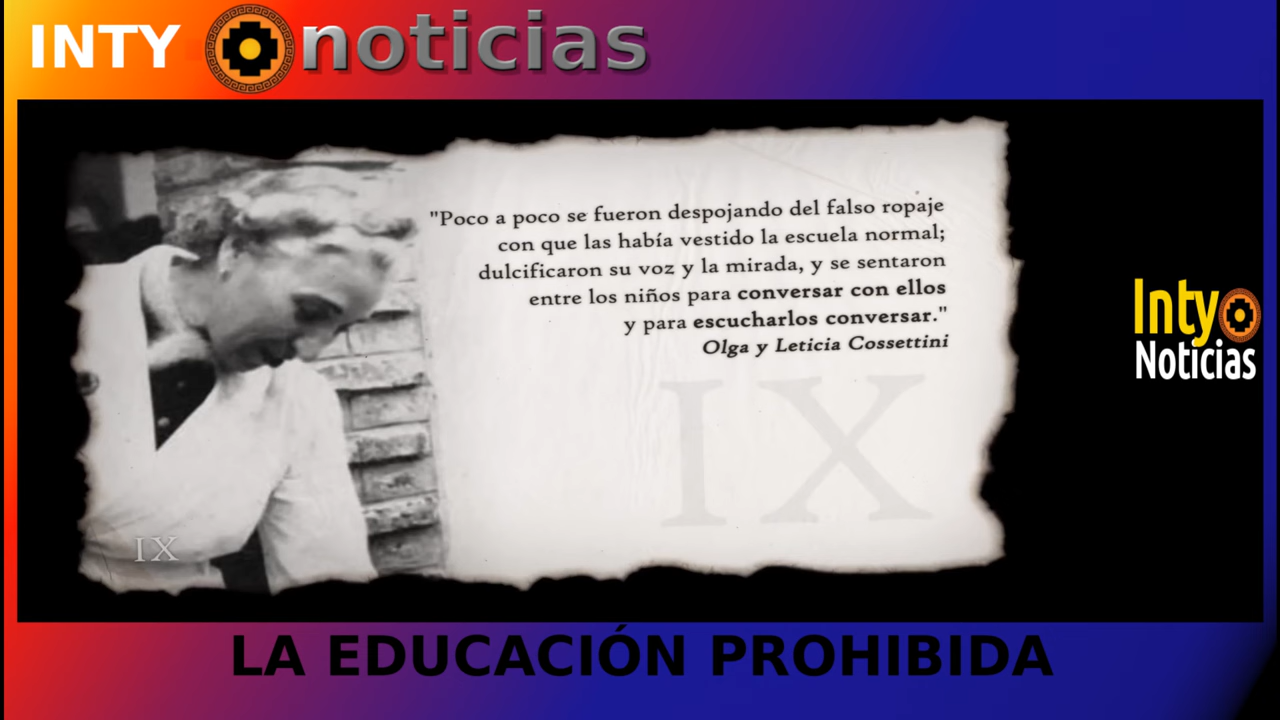 INTY noticias
"Poco a poco se fueron despojando del falso ropaje
con que las había vestido la escuela normal;
dulcificaron su voz y la mirada, y se sentaron
entre los niños para conversar con ellos
y para escucharlos conversar."
Olga y Leticia Cossettini
IX
IX
Inty
Noticias
LA EDUCACIÓN PROHIBIDA